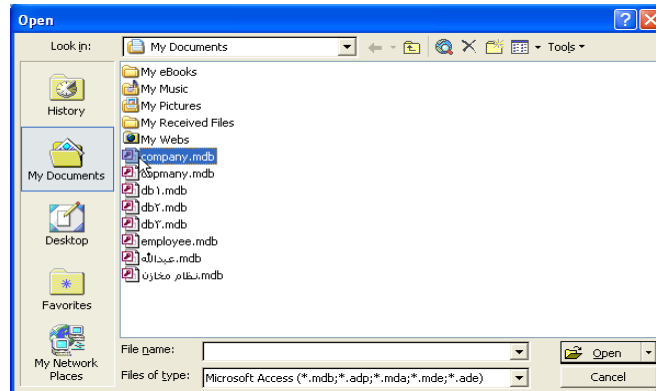 Open
Look in:
My Documents
Tools
History
My Documents
Desktop
Favorites
My Network
Places
My eBooks
My Music
My Pictures
My Received Files
My Webs
company.mdb
copmany.mdb
db١.mdb
db٢.mdb
db٣.mdb
employee.mdb
عبدالله.mdb
نظام مخازن.mdb
File name:
Open
Files of type:
Microsoft Access (*.mdb;*.adp;*.mda;*.mde;*.ade)
Cancel